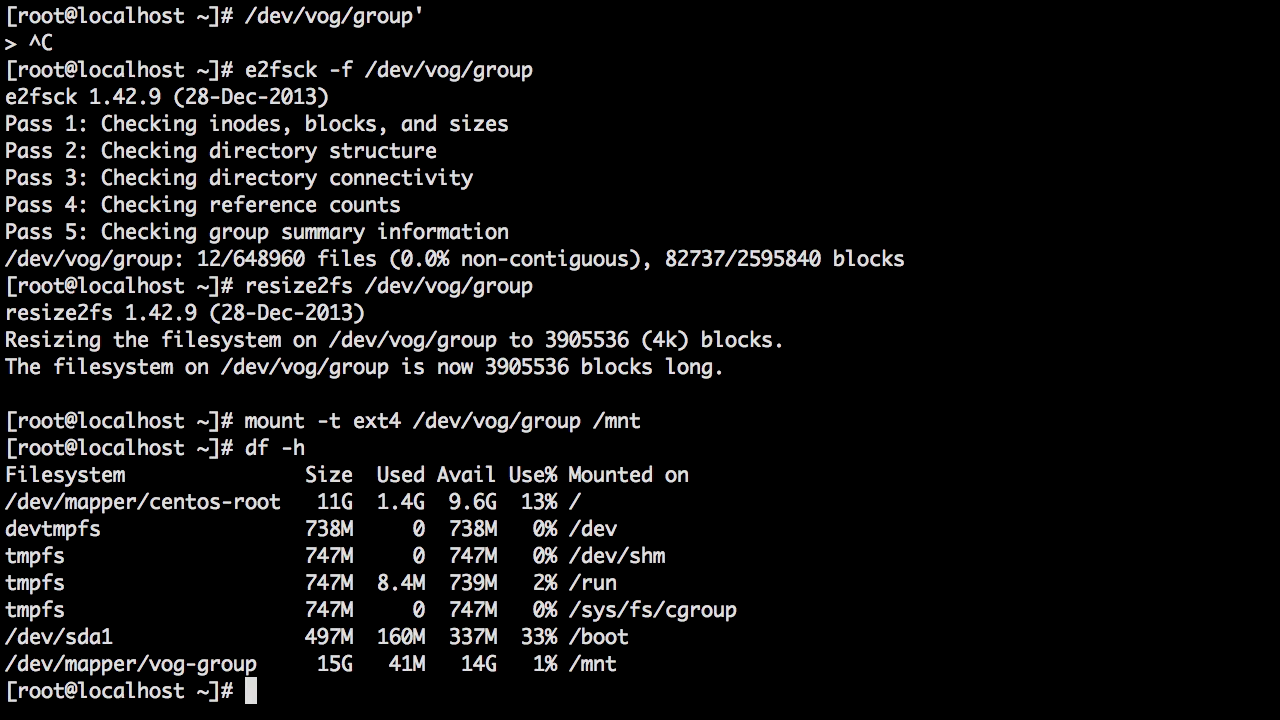 [root@localhost ~]# /dev/vog/group'
> ^C
[root@localhost ~]# e2fsck -f /dev/vog/group
e2fsck 1.42.9 (28-Dec-2013)
Pass 1: Checking inodes, blocks, and sizes
Pass 2: Checking directory structure
Pass 3: Checking directory connectivity
Pass 4: Checking reference counts
Pass 5: Checking group summary information
/dev/vog/group: 12/648960 files (0.0% non-contiguous), 82737/2595840 blocks
[root@localhost ~]# resize2fs /dev/vog/group
resize2fs 1.42.9 (28-Dec-2013)
Resizing the filesystem on /dev/vog/group to 3905536 (4k) blocks.
The filesystem on /dev/vog/group is now 3905536 blocks long.

[root@localhost ~]# mount -t ext4 /dev/vog/group /mnt
[root@localhost ~]# df -h
Filesystem               Size  Used Avail Use% Mounted on
/dev/mapper/centos-root   11G  1.4G  9.6G  13% /
devtmpfs                 738M     0  738M   0% /dev
tmpfs                    747M     0  747M   0% /dev/shm
tmpfs                    747M  8.4M  739M   2% /run
tmpfs                    747M     0  747M   0% /sys/fs/cgroup
/dev/sda1                497M  160M  337M  33% /boot
/dev/mapper/vog-group     15G   41M   14G   1% /mnt
[root@localhost ~]#